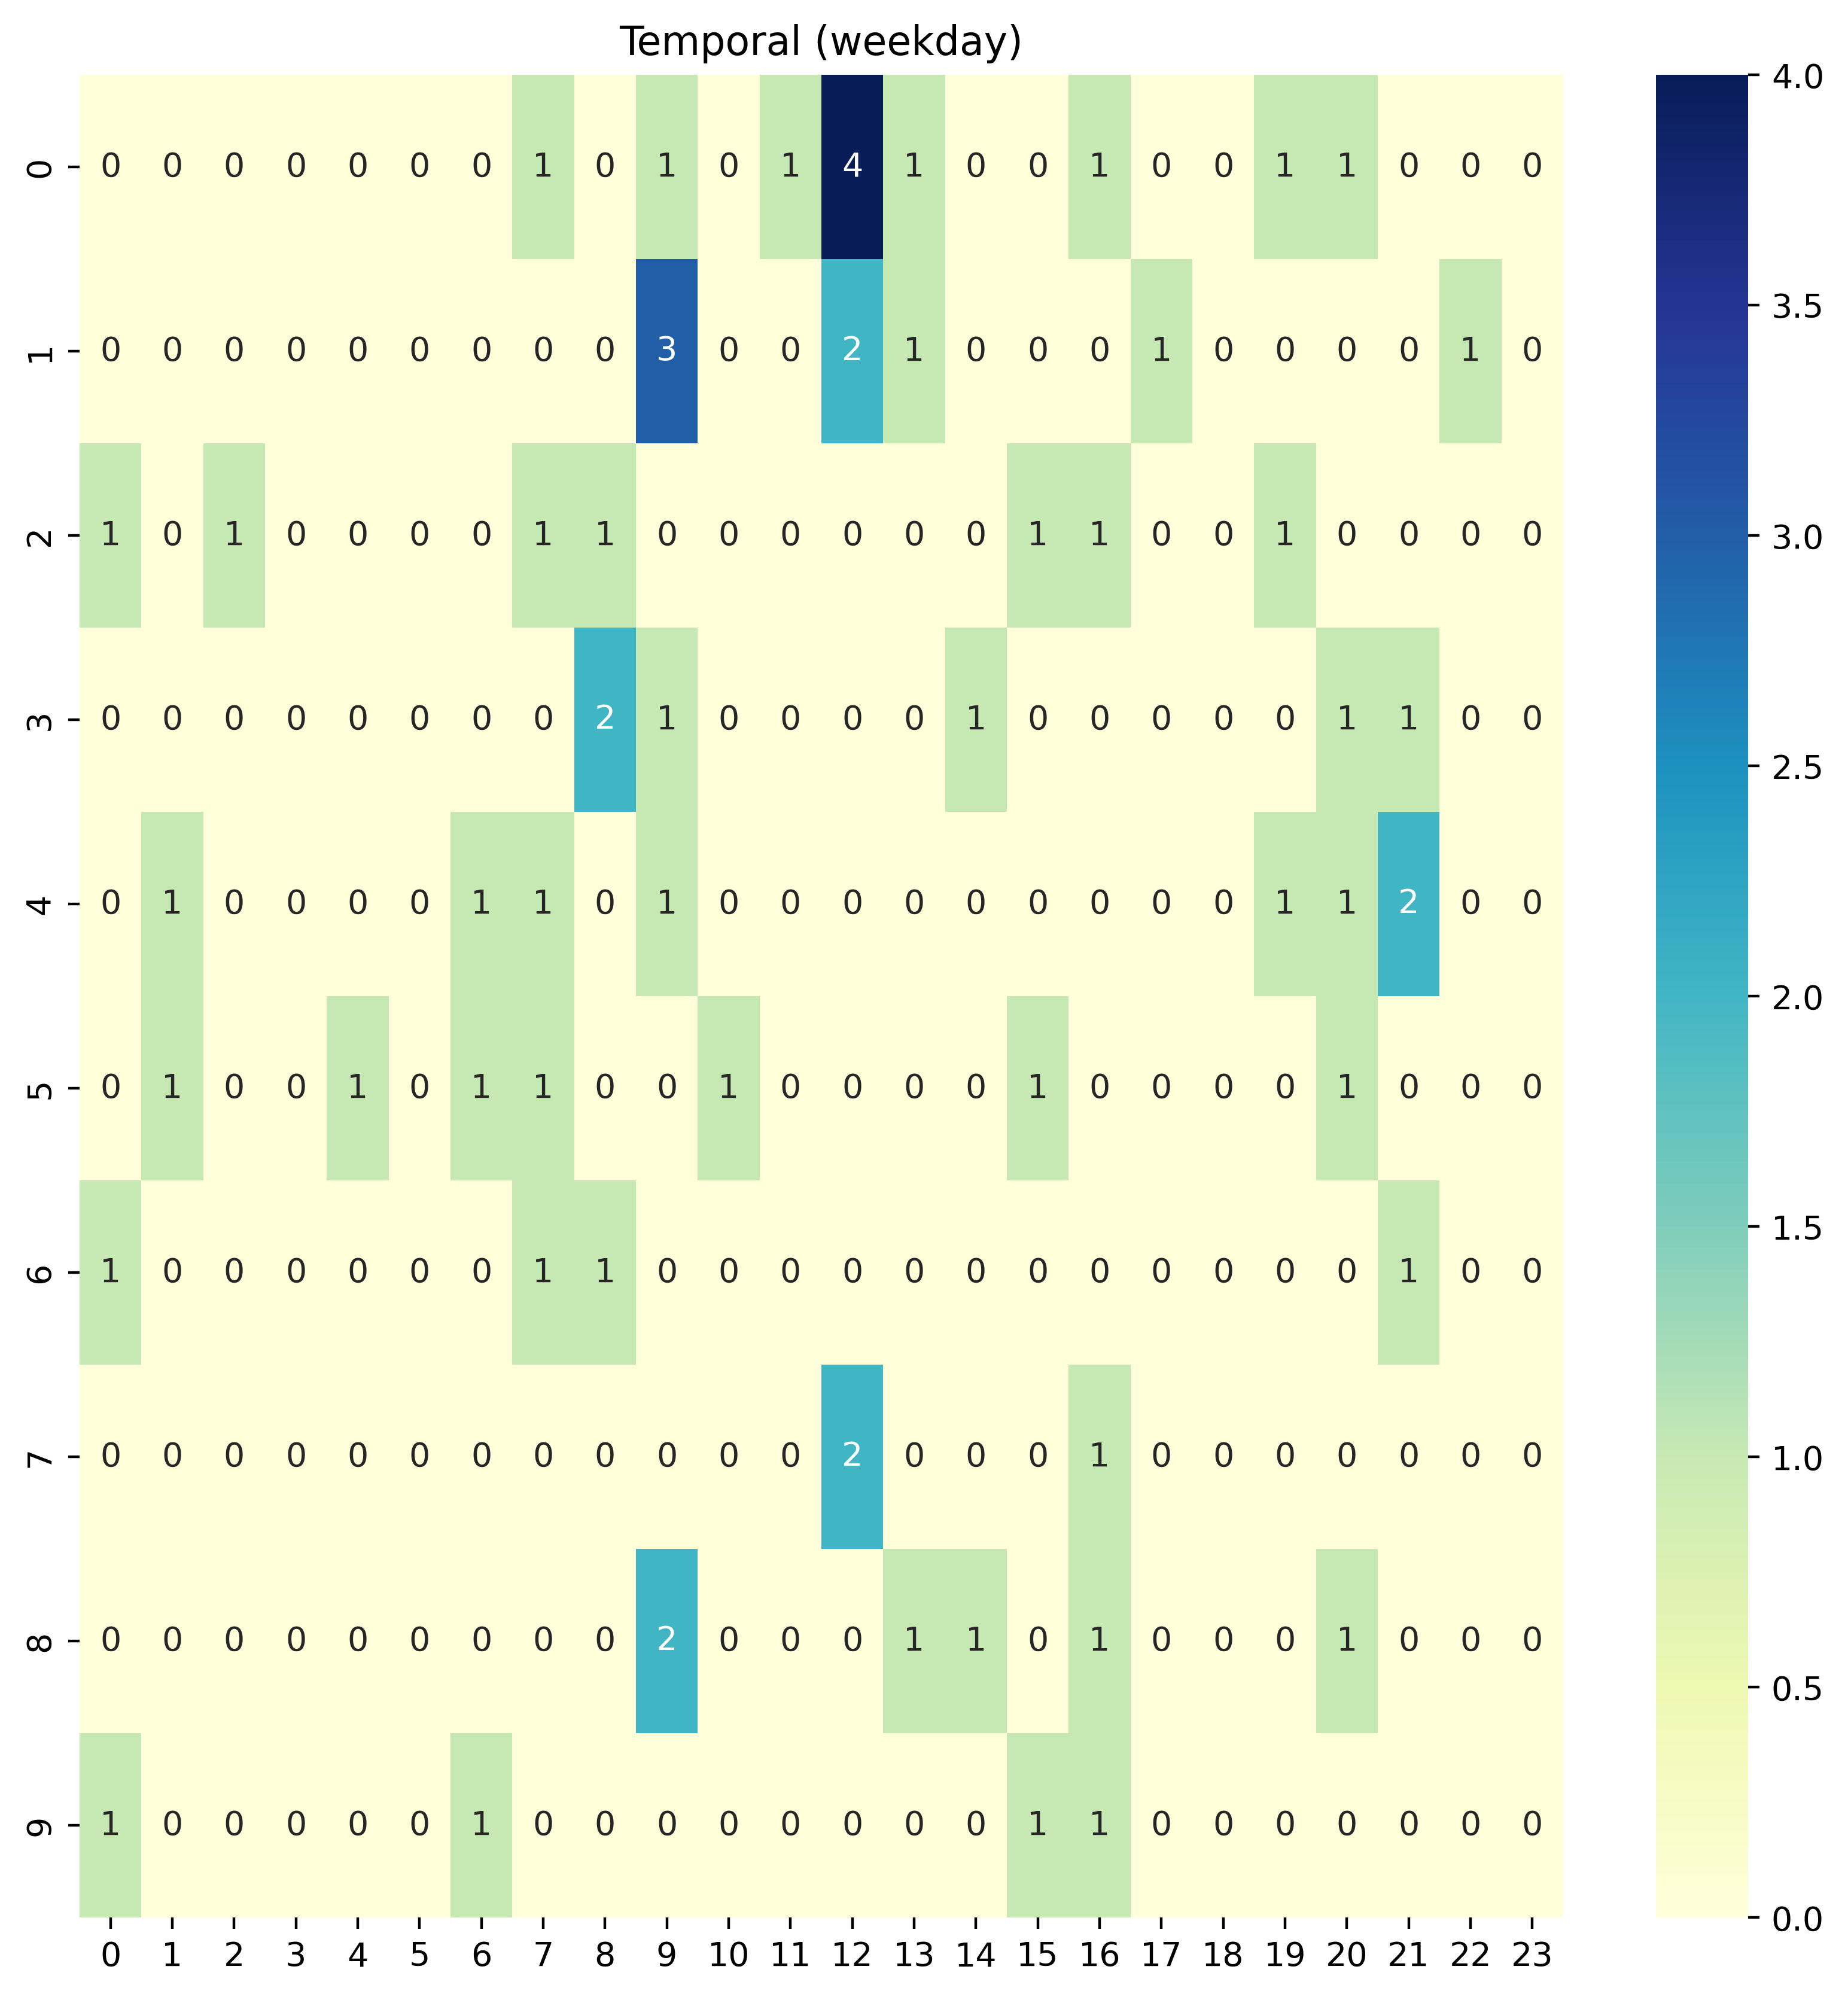 Temporal (weekday)
4.0
0 0 0 0 0 0 0 0 1 0 1 0 1 4 1 0 0 1 0 0 1 1 0 0 0
3.5
1 0 0 0 0 0 0 0 0 0 3 0 0 2 1 0 0 0 1 0 0 0 0 1 0
3.0
2 1 0 1 0 0 0 0 1 1 0 0 0 0 0 0 1 1 0 0 1 0 0 0 0
2.5
3 0 0 0 0 0 0 0 0 2 1 0 0 0 0 1 0 0 0 0 0 1 1 0 0
4 0 1 0 0 0 0 1 1 0 1 0 0 0 0 0 0 0 0 0 1 1 2 0 0
2.0
5 0 1 0 0 1 0 1 1 0 0 1 0 0 0 0 1 0 0 0 0 1 0 0 0
1.5
6 1 0 0 0 0 0 0 1 1 0 0 0 0 0 0 0 0 0 0 0 0 1 0 0
7 0 0 0 0 0 0 0 0 0 0 0 0 2 0 0 0 1 0 0 0 0 0 0 0
1.0
8 0 0 0 0 0 0 0 0 0 2 0 0 0 1 1 0 1 0 0 0 1 0 0 0
0.5
9 1 0 0 0 0 0 1 0 0 0 0 0 0 0 0 1 1 0 0 0 0 0 0 0
0.0
0 1 2 3 4 5 6 7 8 9 10 11 12 13 14 15 16 17 18 19 20 21 22 23